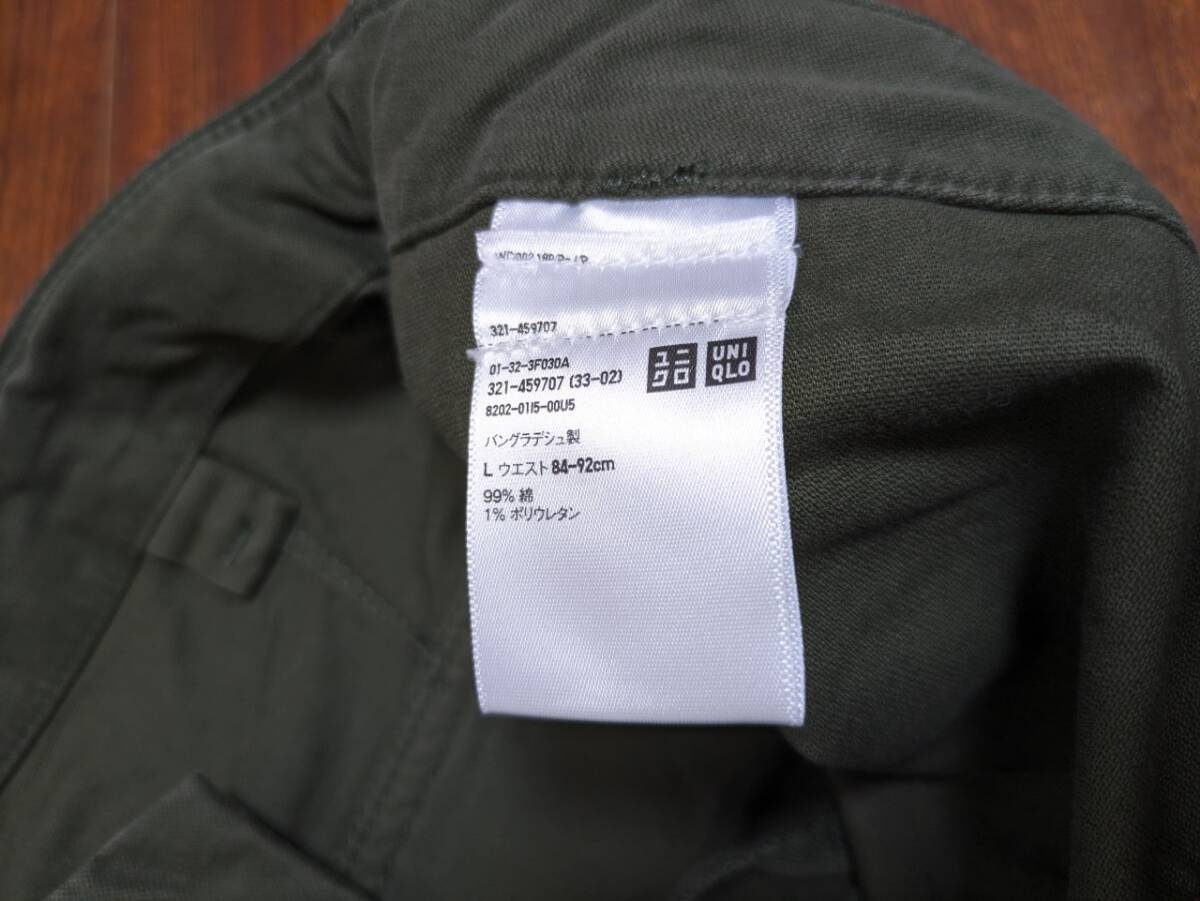 321-459707
01-32-3F030A
321-459707 (33-02)
ユニクロ
UNIQLO
8202-0115-00U5
バングラデシュ製
L ウエスト 84-92cm
99% 綿
1% ポリウレタン